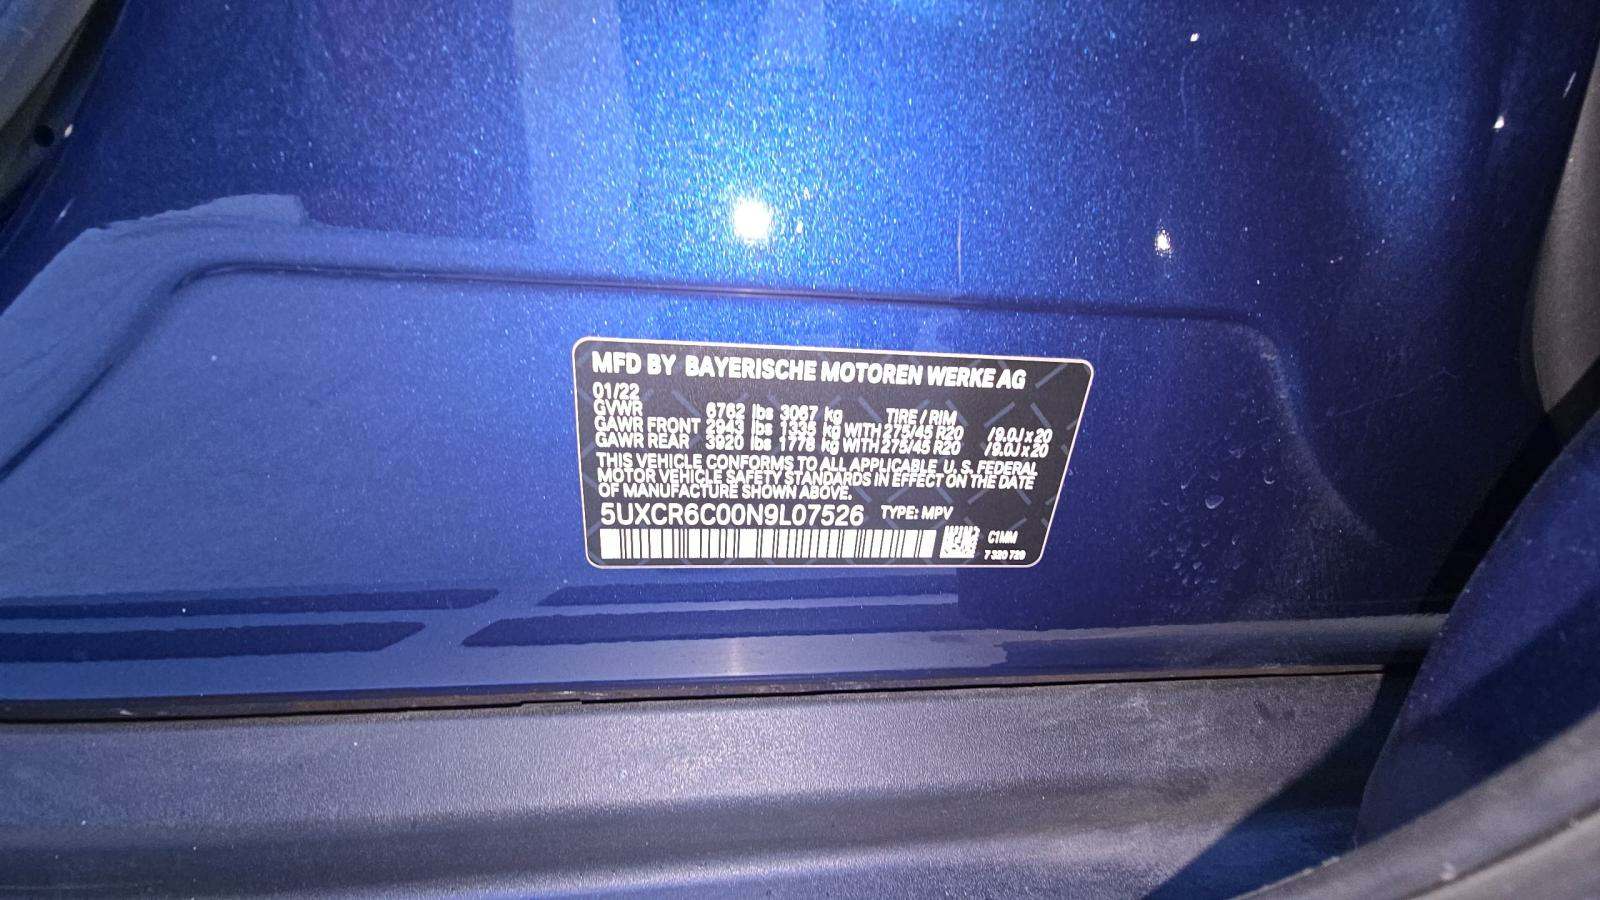 MFD BY BAYERISCHE MOTOREN WERKE AG
01/22
GVWR 6762 lbs 3067 kg TIRE / RIM
GAWR FRONT 2943 lbs 1335 kg WITH 275/45 R20 /9.0J x 20
GAWR REAR 3920 lbs 1778 kg WITH 275/45 R20 /9.0J x 20
THIS VEHICLE CONFORMS TO ALL APPLICABLE U. S. FEDERAL
MOTOR VEHICLE SAFETY STANDARDS IN EFFECT ON THE DATE
OF MANUFACTURE SHOWN ABOVE.
5UXCR6C00N9L07526 TYPE: MPV
C1MM
7 320 720